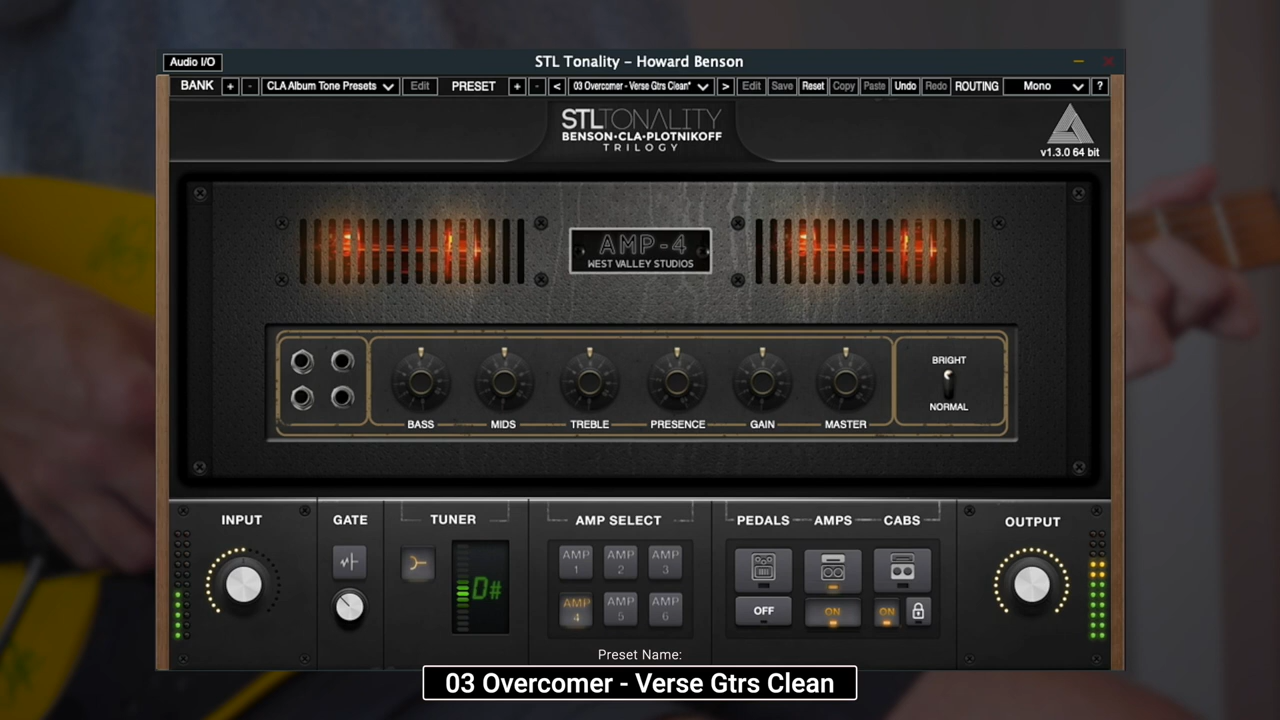 Audio I/O
STL Tonality – Howard Benson
BANK + - CLA Album Tone Presets Edit PRESET + - < 03 Overcomer - Verse Gtrs Clean* > Edit Save Reset Copy Paste Undo Redo ROUTING Mono ?
STL TONALITY
BENSON•CLA•PLOTNIKOFF
TRILOGY
v1.3.0 64 bit
AMP-4
WEST VALLEY STUDIOS
BRIGHT
NORMAL
BASS MIDS TREBLE PRESENCE GAIN MASTER
INPUT GATE TUNER AMP SELECT PEDALS AMPS CABS OUTPUT
AMP 1 AMP 2 AMP 3
D#
AMP 4 AMP 5 AMP 6
OFF ON ON
Preset Name:
03 Overcomer - Verse Gtrs Clean